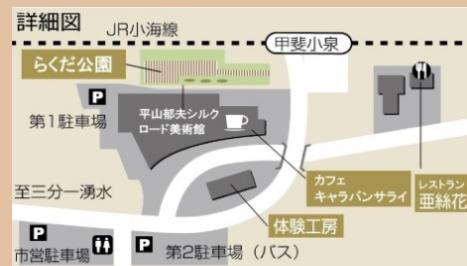 詳細図
JR小海線
甲斐小泉
らくだ公園
P
第1駐車場
平山郁夫シルク
ロード美術館
カフェ
キャラバンサライ
レストラン
亜絲花
至三分一湧水
体験工房
P
市営駐車場
P
第2駐車場（バス）